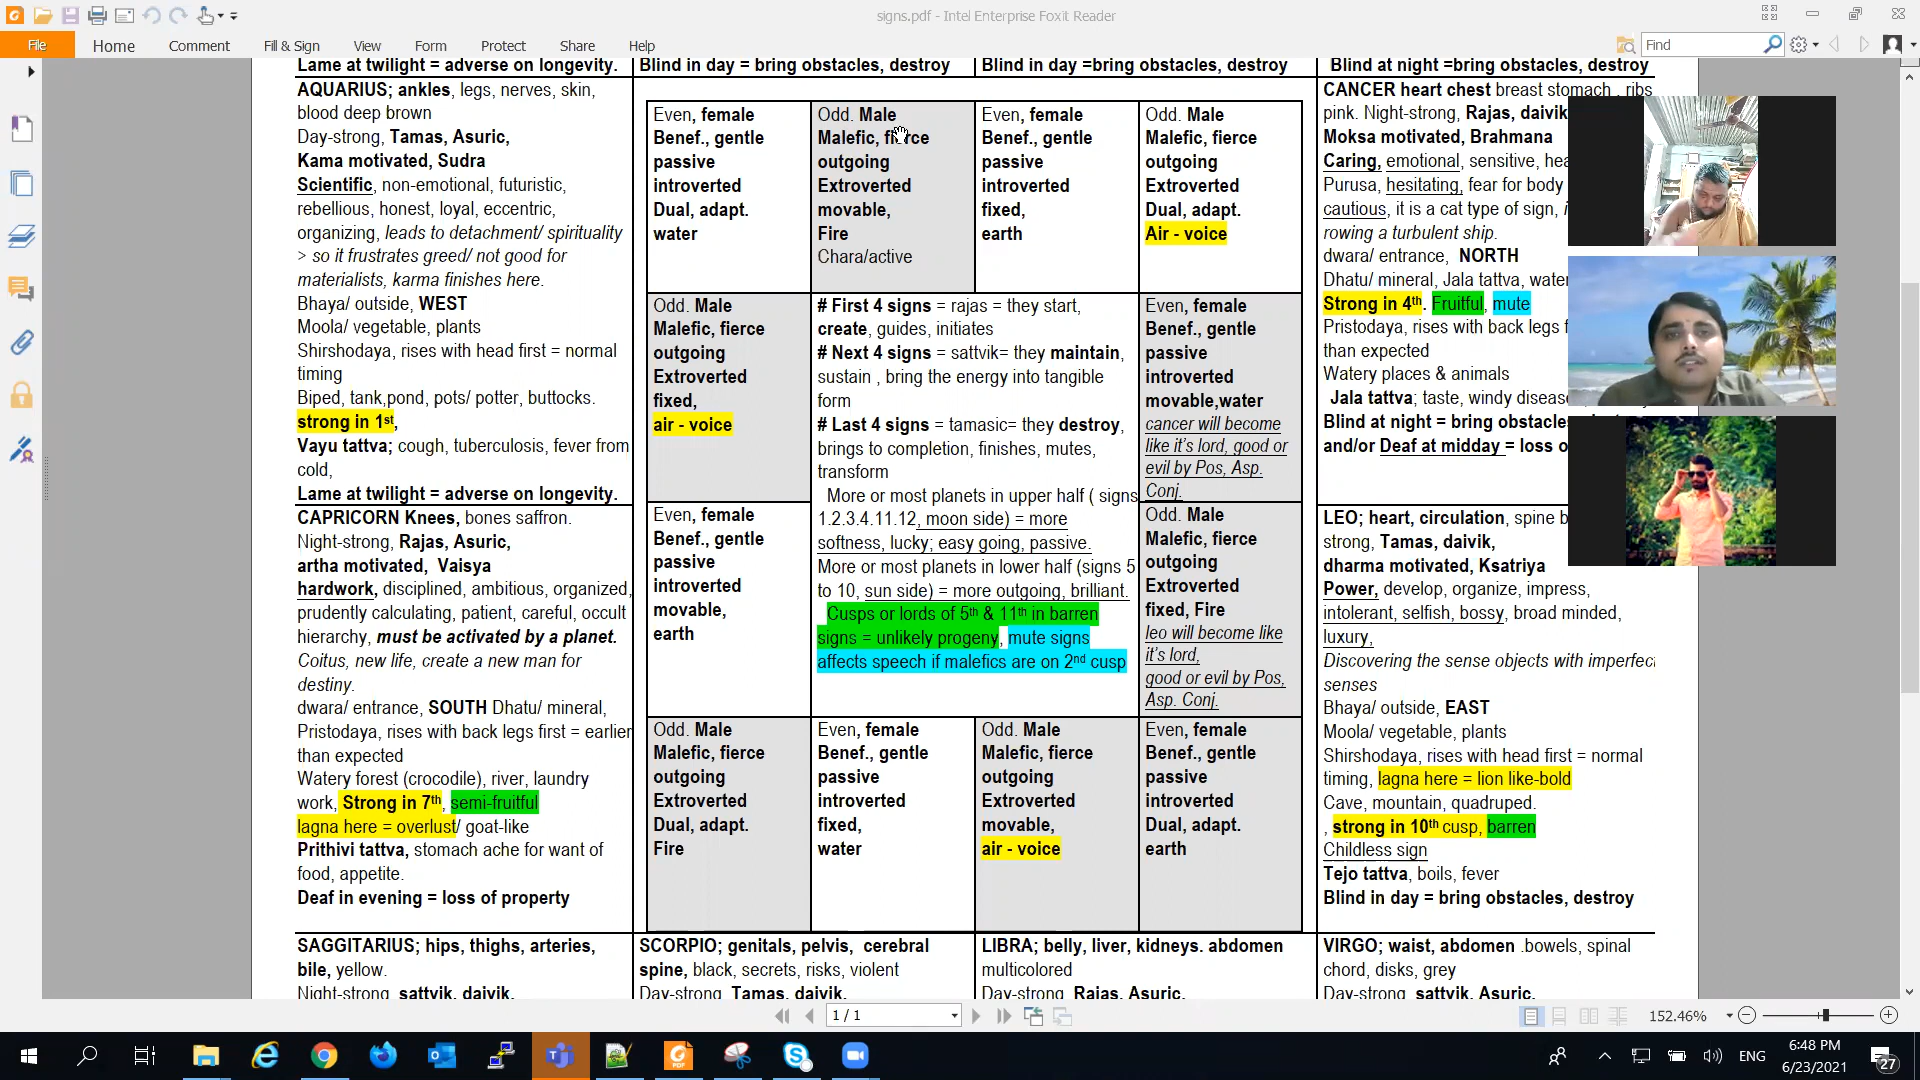 signs.pdf - Intel Enterprise Foxit Reader
File Home Comment Fill & Sign View Form Protect Share Help
Find
Lame at twilight = adverse on longevity.
AQUARIUS; ankles, legs, nerves, skin,
blood deep brown
Day-strong, Tamas, Asuric,
Kama motivated, Sudra
Scientific, non-emotional, futuristic,
rebellious, honest, loyal, eccentric,
organizing, leads to detachment/ spirituality
> so it frustrates greed/ not good for
materialists, karma finishes here.
Bhaya/ outside, WEST
Moola/ vegetable, plants
Shirshodaya, rises with head first = normal
timing
Biped, tank,pond, pots/ potter, buttocks.
strong in 1st,
Vayu tattva; cough, tuberculosis, fever from
cold,
Lame at twilight = adverse on longevity.
CAPRICORN Knees, bones saffron.
Night-strong, Rajas, Asuric,
artha motivated, Vaisya
hardwork, disciplined, ambitious, organized,
prudently calculating, patient, careful, occult
hierarchy, must be activated by a planet.
Coitus, new life, create a new man for
destiny.
dwara/ entrance, SOUTH Dhatu/ mineral,
Pristodaya, rises with back legs first = earlier
than expected
Watery forest (crocodile), river, laundry
work, Strong in 7th, semi-fruitful
lagna here = overlust/ goat-like
Prithivi tattva, stomach ache for want of
food, appetite.
Deaf in evening = loss of property
SAGGITARIUS; hips, thighs, arteries,
bile, yellow.
Night-strong, sattvik, daivik,
Blind in day = bring obstacles, destroy
Blind in day =bring obstacles, destroy
Even, female
Benef., gentle
passive
introverted
Dual, adapt.
water
Odd. Male
Malefic, fierce
outgoing
Extroverted
movable,
Fire
Chara/active
Even, female
Benef., gentle
passive
introverted
fixed,
earth
Odd. Male
Malefic, fierce
outgoing
Extroverted
Dual, adapt.
Air - voice
Odd. Male
Malefic, fierce
outgoing
Extroverted
fixed,
air - voice
# First 4 signs = rajas = they start,
create, guides, initiates
# Next 4 signs = sattvik= they maintain,
sustain , bring the energy into tangible
form
# Last 4 signs = tamasic= they destroy,
brings to completion, finishes, mutes,
transform
More or most planets in upper half ( signs
1.2.3.4.11.12, moon side) = more
softness, lucky; easy going, passive.
More or most planets in lower half (signs 5
to 10, sun side) = more outgoing, brilliant.
Cusps or lords of 5th & 11th in barren
signs = unlikely progeny, mute signs
affects speech if malefics are on 2nd cusp
Even, female
Benef., gentle
passive
introverted
movable,water
cancer will become
like it's lord, good or
evil by Pos, Asp.
Conj.
Even, female
Benef., gentle
passive
introverted
movable,
earth
Odd. Male
Malefic, fierce
outgoing
Extroverted
fixed, Fire
leo will become like
it's lord,
good or evil by Pos,
Asp. Conj.
Odd. Male
Malefic, fierce
outgoing
Extroverted
Dual, adapt.
Fire
Even, female
Benef., gentle
passive
introverted
fixed,
water
Odd. Male
Malefic, fierce
outgoing
Extroverted
movable,
air - voice
Even, female
Benef., gentle
passive
introverted
Dual, adapt.
earth
SCORPIO; genitals, pelvis, cerebral
spine, black, secrets, risks, violent
Day-strong, Tamas, daivik,
LIBRA; belly, liver, kidneys. abdomen
multicolored
Day-strong, Rajas, Asuric,
Blind at night =bring obstacles, destroy
CANCER heart chest breast stomach , ribs
pink. Night-strong, Rajas, daivik
Moksa motivated, Brahmana
Caring, emotional, sensitive,
Purusa, hesitating, fear for body
cautious, it is a cat type of sign,
rowing a turbulent ship.
dwara/ entrance, NORTH
Dhatu/ mineral, Jala tattva,
Strong in 4th. Fruitful, mute
Pristodaya, rises with back legs
than expected
Watery places & animals
Jala tattva; taste, windy
Blind at night = bring
and/or Deaf at midday = loss
LEO; heart, circulation, spine
strong, Tamas, daivik,
dharma motivated, Ksatriya
Power, develop, organize, impress,
intolerant, selfish, bossy, broad minded,
luxury,
Discovering the sense objects with
senses
Bhaya/ outside, EAST
Moola/ vegetable, plants
Shirshodaya, rises with head first = normal
timing, lagna here = lion like-bold
Cave, mountain, quadruped.
, strong in 10th cusp, barren
Childless sign
Tejo tattva, boils, fever
Blind in day = bring obstacles, destroy
VIRGO; waist, abdomen .bowels, spinal
chord, disks, grey
Day-strong, sattvik, Asuric,
1 / 1
152.46%
ENG
6:48 PM
6/23/2021
27